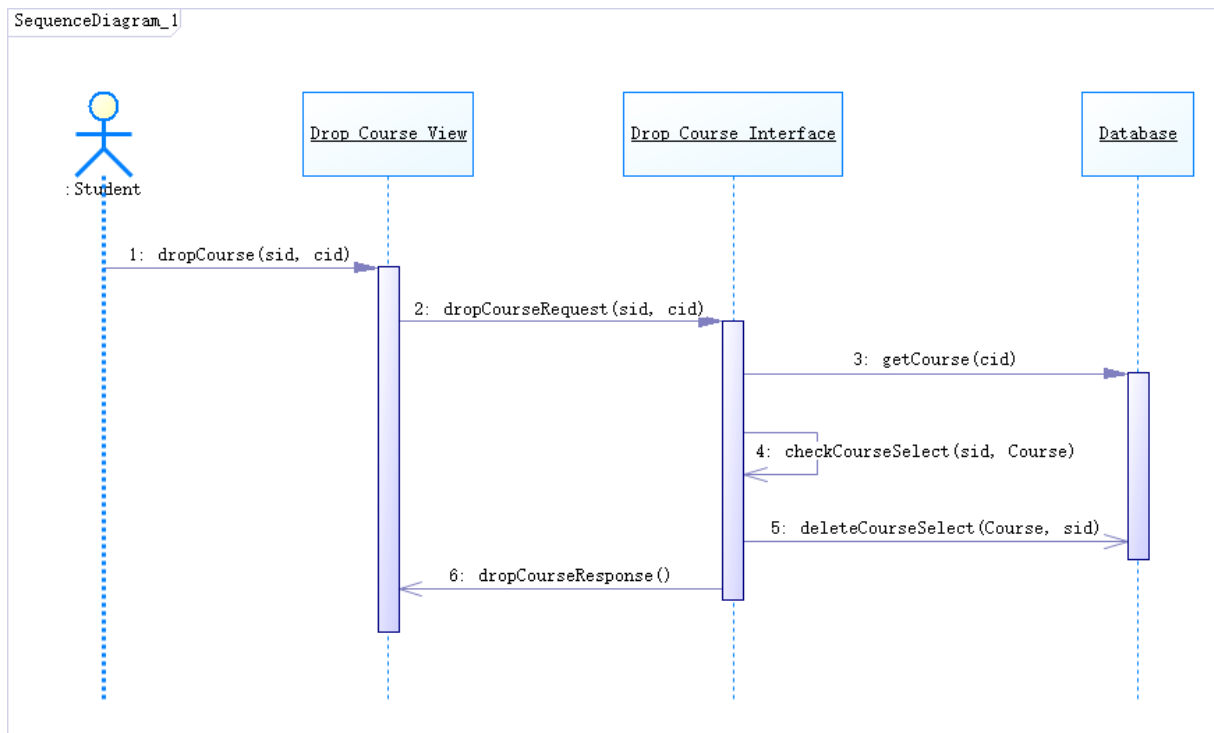 SequenceDiagram_1
:Student
Drop Course View
Drop Course Interface
Database
1: dropCourse(sid, cid)
2: dropCourseRequest(sid, cid)
3: getCourse(cid)
4: checkCourseSelect(sid, Course)
5: deleteCourseSelect(Course, sid)
6: dropCourseResponse()